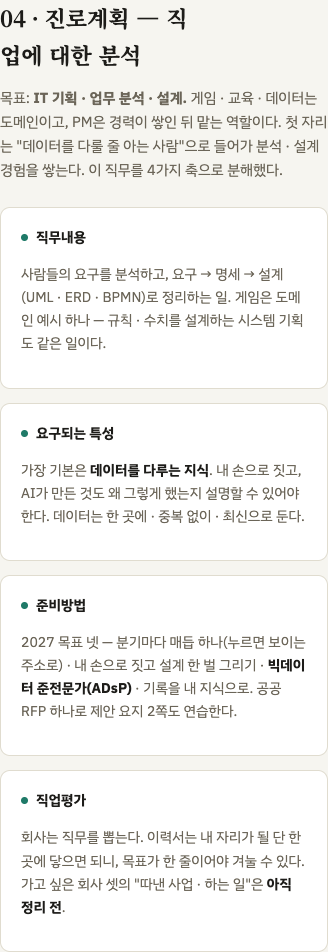 04 · 진로계획 — 직
업에 대한 분석
목표: IT 기획 · 업무 분석 · 설계. 게임 · 교육 · 데이터는
도메인이고, PM은 경력이 쌓인 뒤 맡는 역할이다. 첫 자리
는 "데이터를 다룰 줄 아는 사람"으로 들어가 분석 · 설계
경험을 쌓는다. 이 직무를 4가지 축으로 분해했다.
• 직무내용
사람들의 요구를 분석하고, 요구 → 명세 → 설계
(UML · ERD · BPMN)로 정리하는 일. 게임은 도메
인 예시 하나 — 규칙 · 수치를 설계하는 시스템 기획
도 같은 일이다.
• 요구되는 특성
가장 기본은 데이터를 다루는 지식. 내 손으로 짓고,
AI가 만든 것도 왜 그렇게 했는지 설명할 수 있어야
한다. 데이터는 한 곳에 · 중복 없이 · 최신으로 둔다.
• 준비방법
2027 목표 넷 — 분기마다 매듭 하나(누르면 보이는
주소로) · 내 손으로 짓고 설계 한 벌 그리기 · 빅데이
터 준전문가(ADsP) · 기록을 내 지식으로. 공공
RFP 하나로 제안 요지 2쪽도 연습한다.
• 직업평가
회사는 직무를 뽑는다. 이력서는 내 자리가 될 단 한
곳에 닿으면 되니, 목표가 한 줄이어야 겨눌 수 있다.
가고 싶은 회사 셋의 "따낸 사업 · 하는 일"은 아직
정리 전.